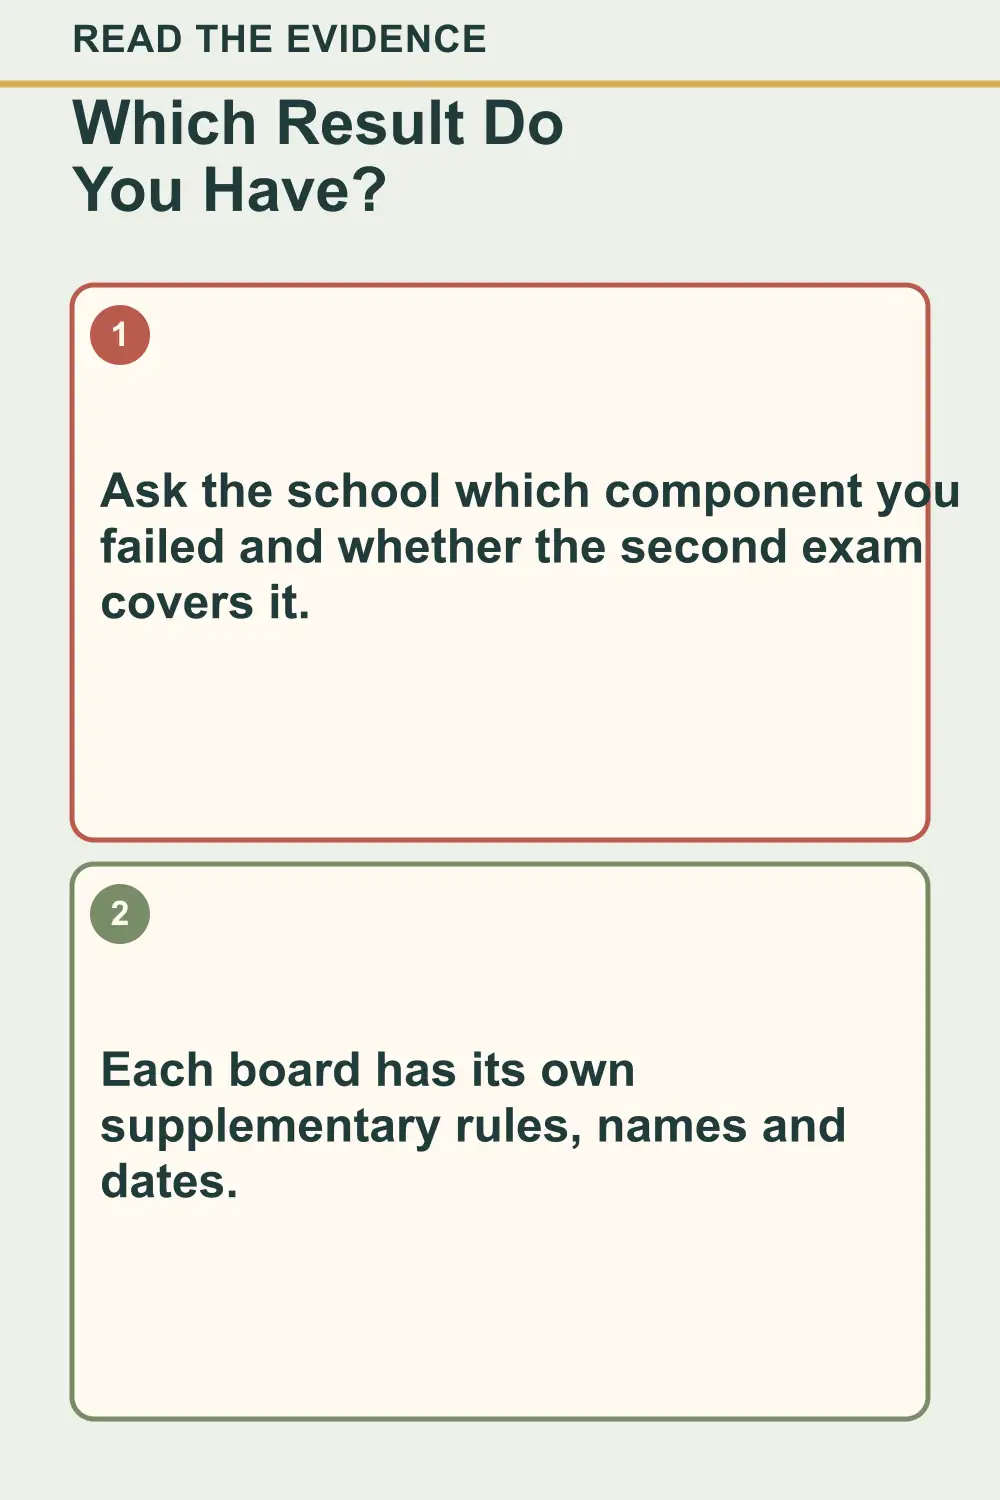 READ THE EVIDENCE
Which Result Do
You Have?
1
Ask the school which component you
failed and whether the second exam
covers it.
2
Each board has its own
supplementary rules, names and
dates.